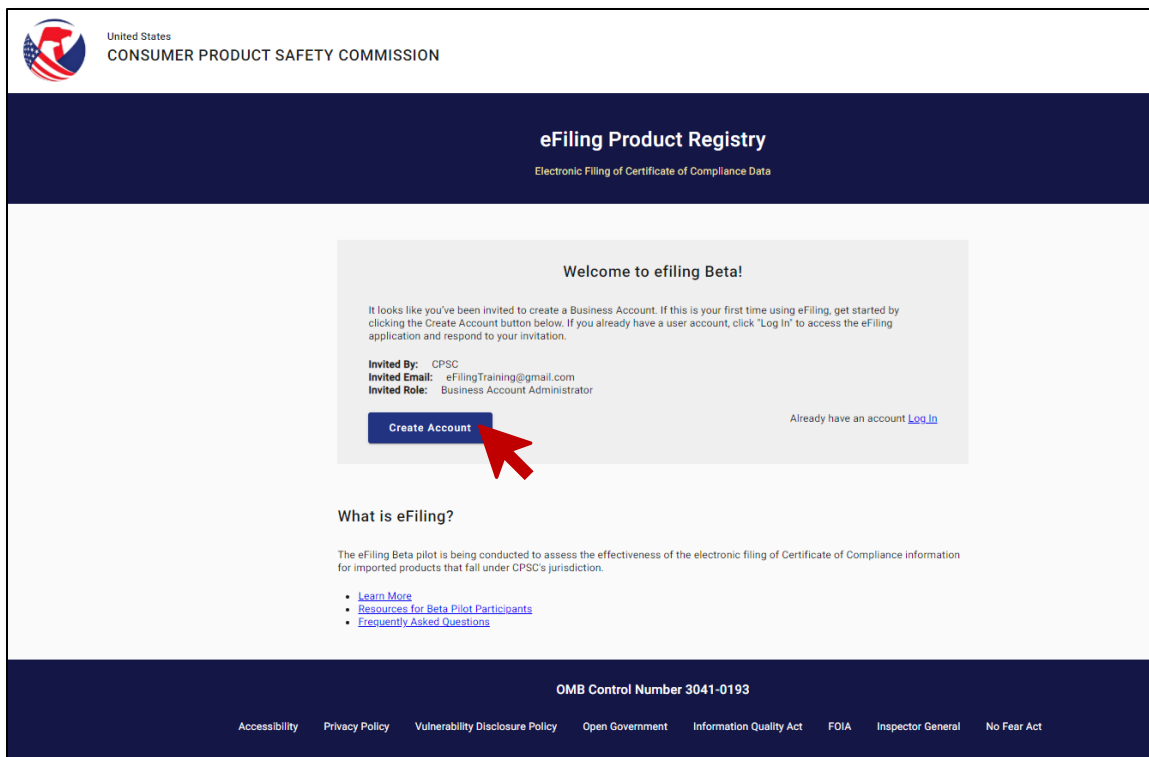 United States
CONSUMER PRODUCT SAFETY COMMISSION
eFiling Product Registry
Electronic Filing of Certificate of Compliance Data
Welcome to efiling Beta!
It looks like you've been invited to create a Business Account. If this is your first time using eFiling, get started by
clicking the Create Account button below. If you already have a user account, click "Log In" to access the eFiling
application and respond to your invitation.
Invited By: CPSC
Invited Email: eFilingTraining@gmail.com
Invited Role: Business Account Administrator
Create Account
Already have an account Log In
What is eFiling?
The eFiling Beta pilot is being conducted to assess the effectiveness of the electronic filing of Certificate of Compliance information
for imported products that fall under CPSC's jurisdiction.
Learn More
Resources for Beta Pilot Participants
Frequently Asked Questions
OMB Control Number 3041-0193
Accessibility Privacy Policy Vulnerability Disclosure Policy Open Government Information Quality Act FOIA Inspector General No Fear Act